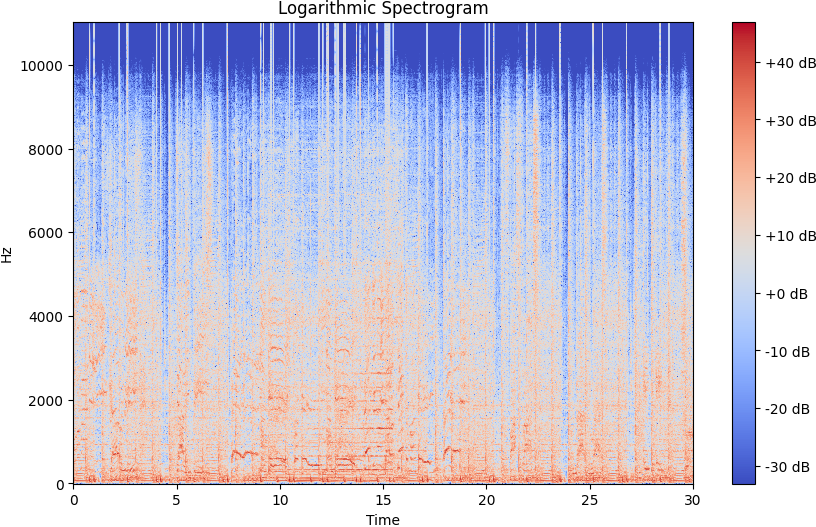 Logarithmic Spectrogram
Hz
10000
8000
6000
4000
2000
0
0 5 10 15 20 25 30
Time
+40 dB
+30 dB
+20 dB
+10 dB
+0 dB
-10 dB
-20 dB
-30 dB